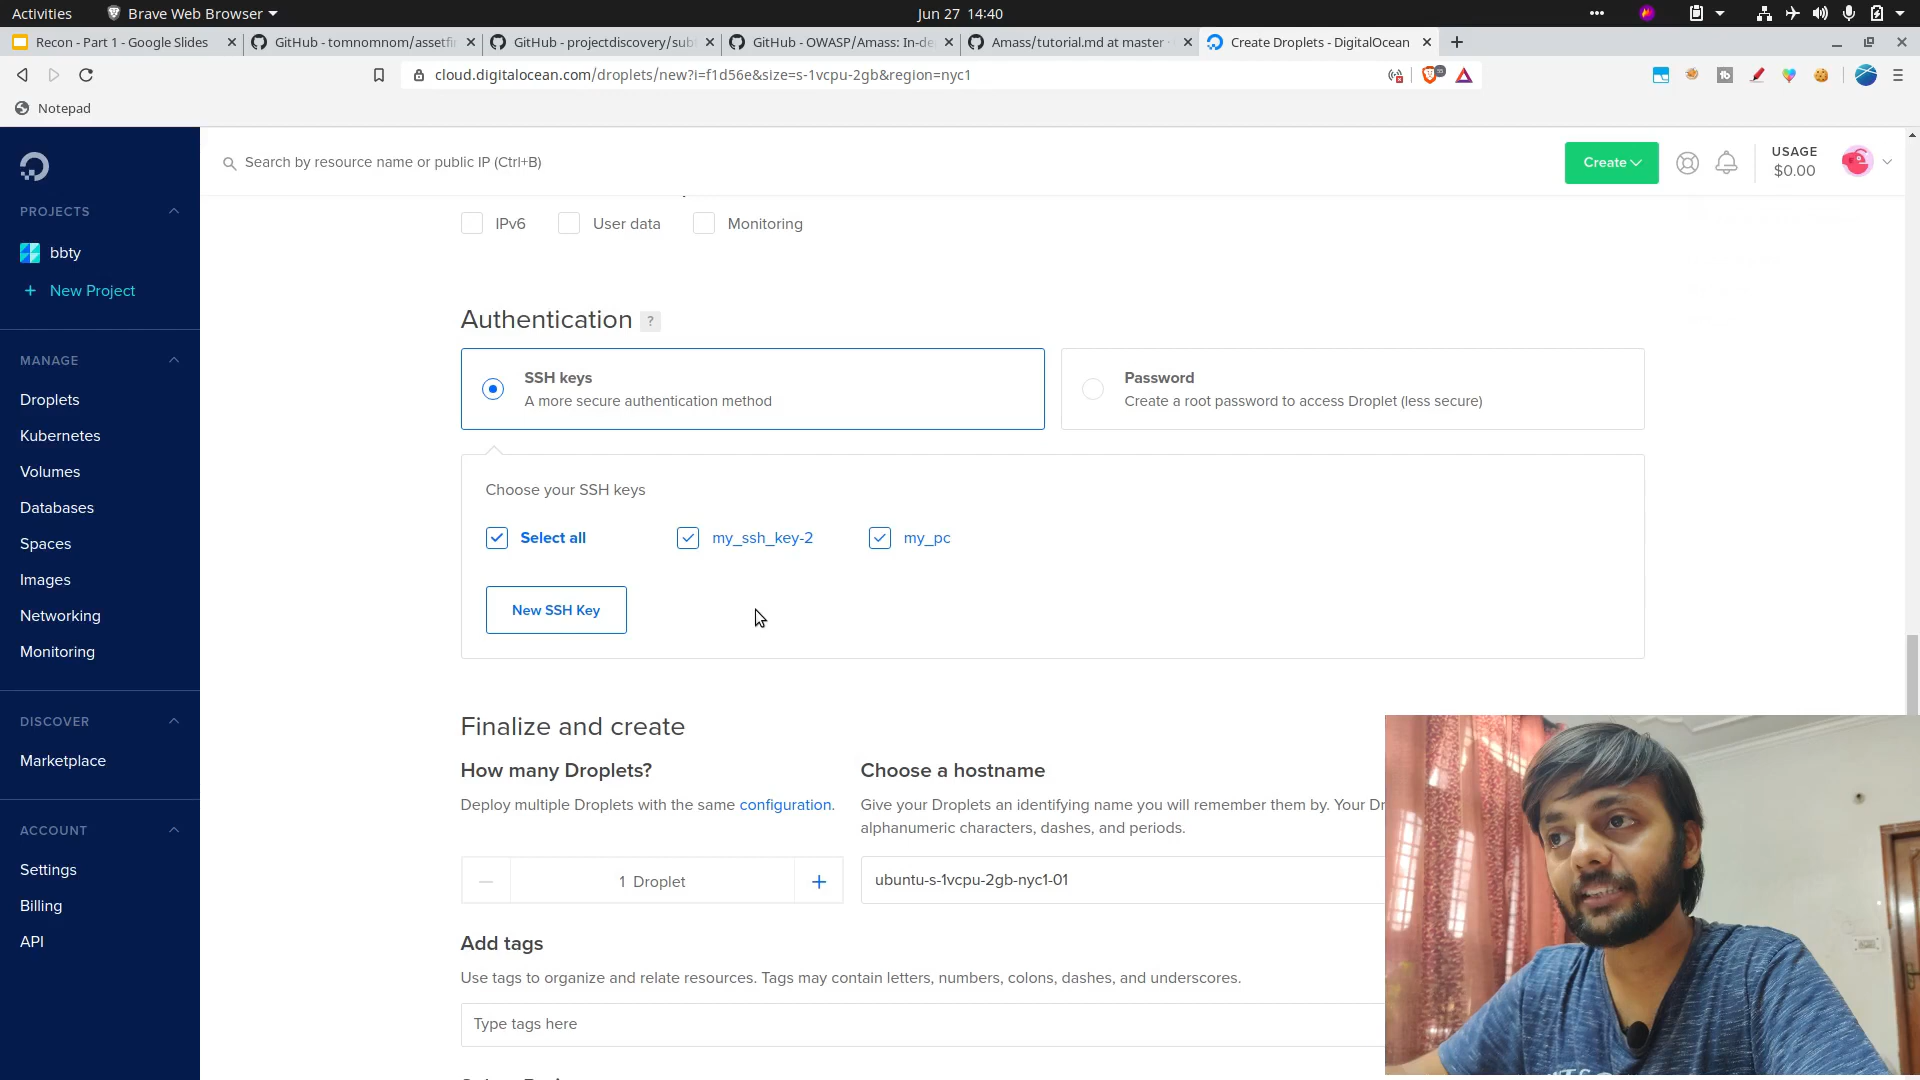 Activities
Brave Web Browser
Jun 27 14:40
Recon - Part 1 - Google Slides
GitHub - tomnomnom/assetfi
GitHub - projectdiscovery/sub
GitHub - OWASP/Amass: In-de
Amass/tutorial.md at master
Create Droplets - DigitalOcean
cloud.digitalocean.com/droplets/new?i=f1d56e&size=s-1vcpu-2gb&region=nyc1
Notepad
Search by resource name or public IP (Ctrl+B)
Create
USAGE
$0.00
PROJECTS
bbty
+ New Project
MANAGE
Droplets
Kubernetes
Volumes
Databases
Spaces
Images
Networking
Monitoring
DISCOVER
Marketplace
ACCOUNT
Settings
Billing
API
IPv6
User data
Monitoring
Authentication ?
SSH keys
A more secure authentication method
Password
Create a root password to access Droplet (less secure)
Choose your SSH keys
Select all
my_ssh_key-2
my_pc
New SSH Key
Finalize and create
How many Droplets?
Deploy multiple Droplets with the same configuration.
1 Droplet
Choose a hostname
Give your Droplets an identifying name you will remember them by. Your Dr
alphanumeric characters, dashes, and periods.
ubuntu-s-1vcpu-2gb-nyc1-01
Add tags
Use tags to organize and relate resources. Tags may contain letters, numbers, colons, dashes, and underscores.
Type tags here